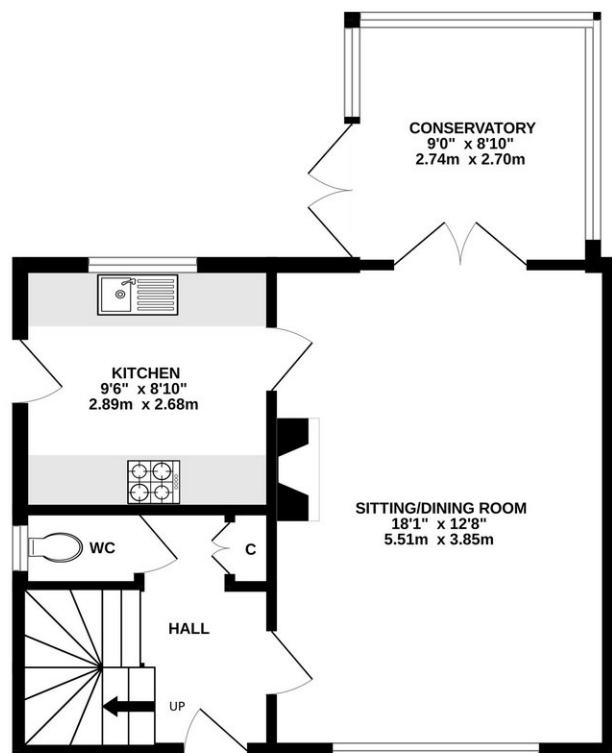 CONSERVATORY
9'0" x 8'10"
2.74m x 2.70m
KITCHEN
9'6" x 8'10"
2.89m x 2.68m
SITTING/DINING ROOM
18'1" x 12'8"
5.51m x 3.85m
WC
C
HALL
UP